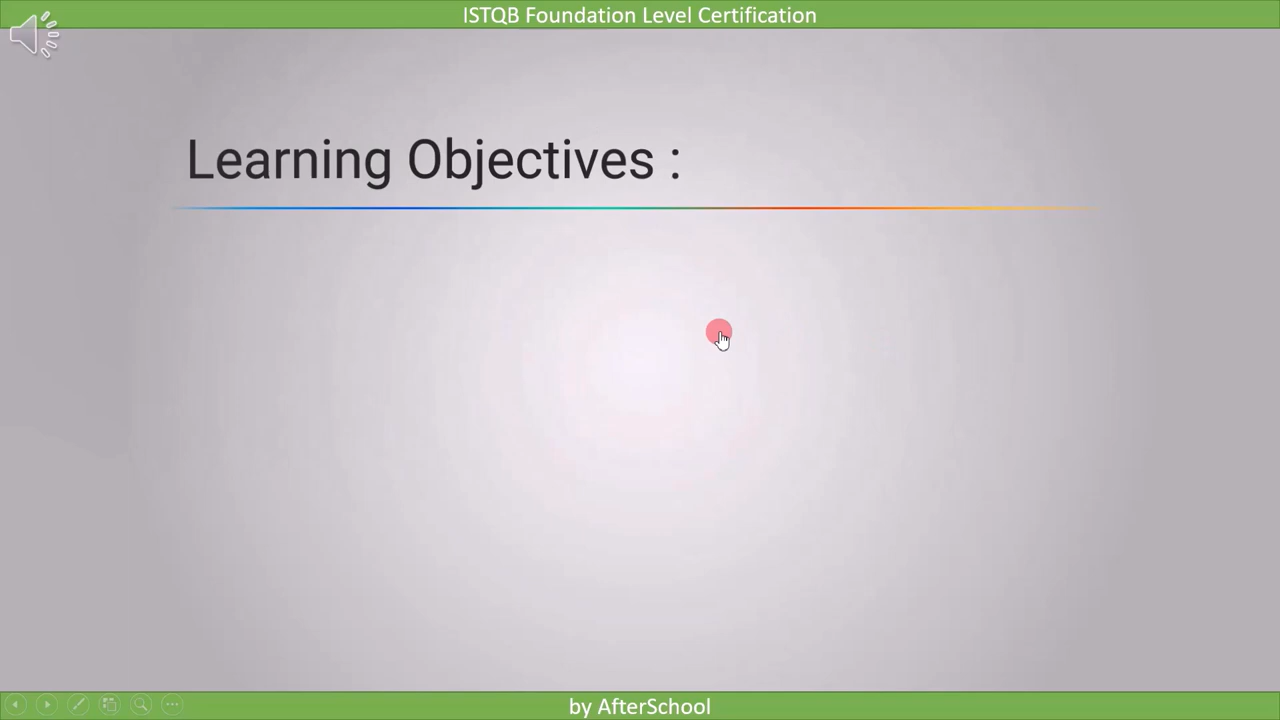 ISTQB Foundation Level Certification
Learning Objectives :
by AfterSchool